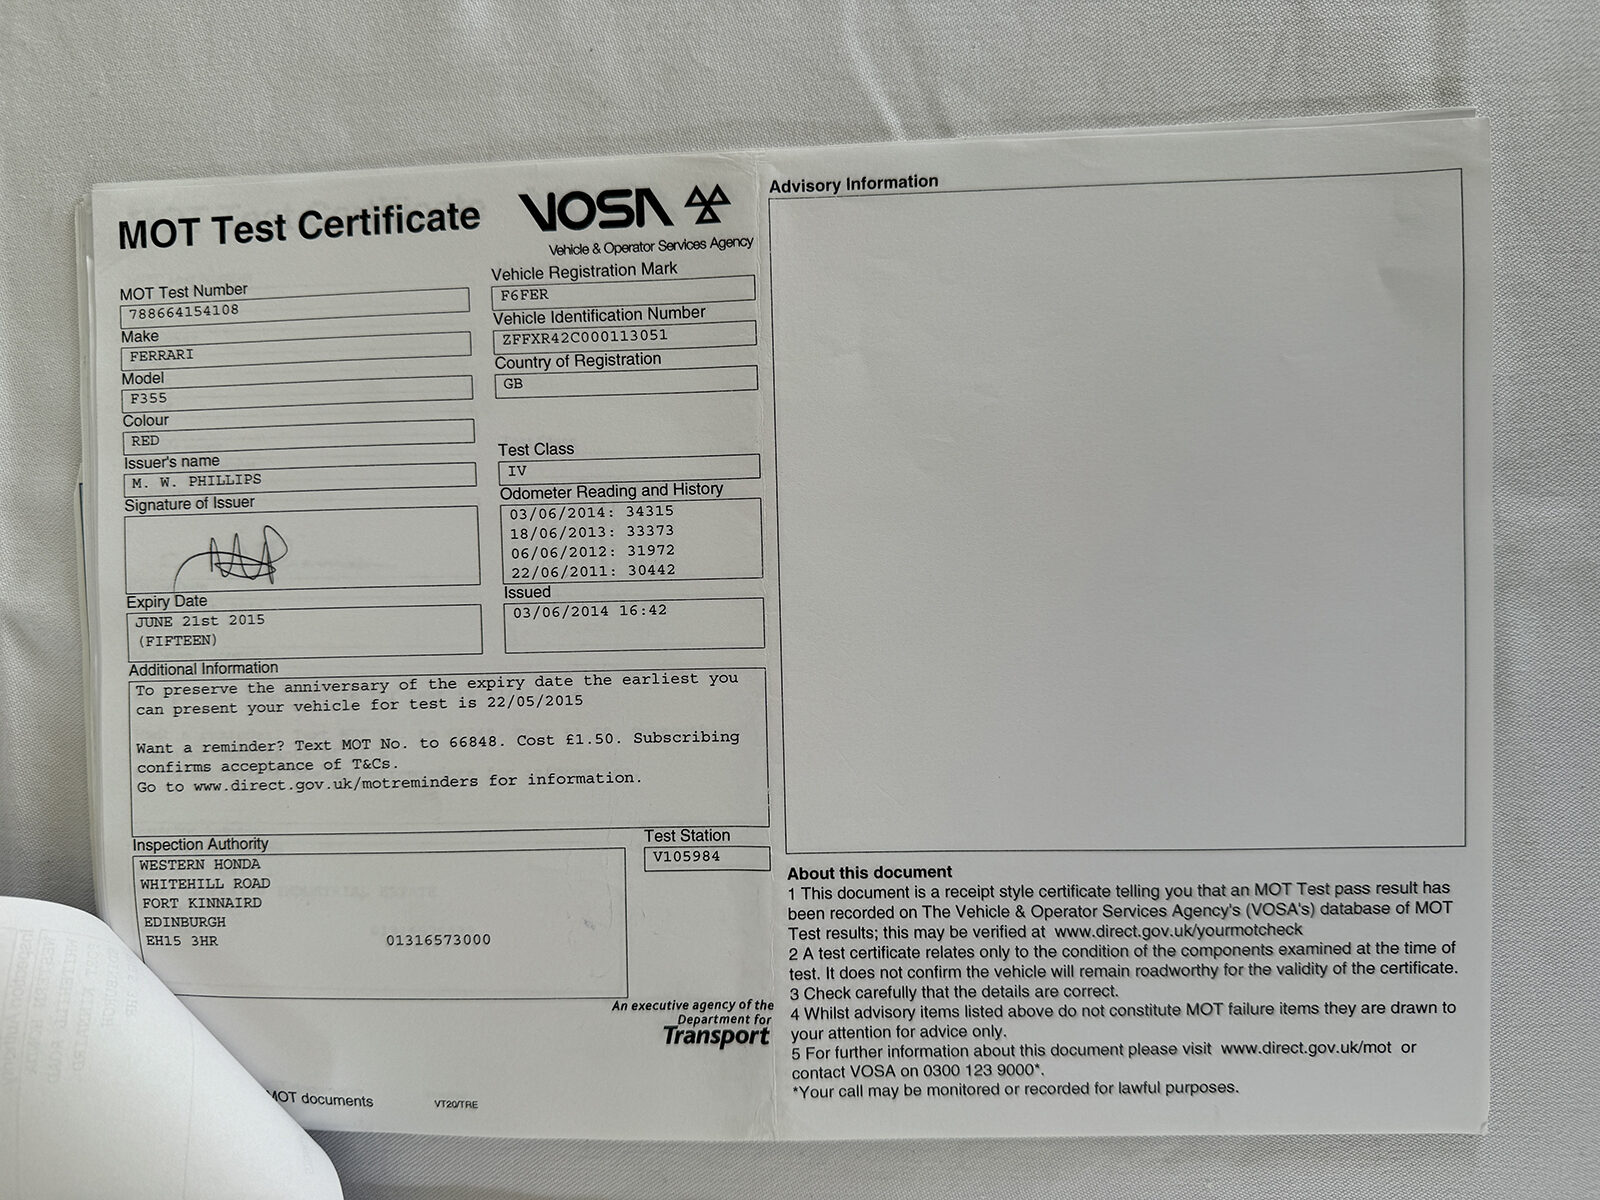 MOT Test Certificate
VOSA
Vehicle & Operator Services Agency
MOT Test Number
788664154108
Make
FERRARI
Model
F355
Colour
RED
Issuer's name
M. W. PHILLIPS
Signature of Issuer
Expiry Date
JUNE 21st 2015
(FIFTEEN)
Vehicle Registration Mark
F6FER
Vehicle Identification Number
ZFFXR42C000113051
Country of Registration
GB
Test Class
IV
Odometer Reading and History
03/06/2014: 34315
18/06/2013: 33373
06/06/2012: 31972
22/06/2011: 30442
Issued
03/06/2014 16:42
Additional Information
To preserve the anniversary of the expiry date the earliest you
can present your vehicle for test is 22/05/2015
Want a reminder? Text MOT No. to 66848. Cost £1.50. Subscribing
confirms acceptance of T&Cs.
Go to www.direct.gov.uk/motreminders for information.
Inspection Authority
WESTERN HONDA
WHITEHILL ROAD
FORT KINNAIRD
EDINBURGH
EH15 3HR 01316573000
Test Station
V105984
An executive agency of the
Department for
Transport
MOT documents VT20/TRE
Advisory Information
About this document
1 This document is a receipt style certificate telling you that an MOT Test pass result has
been recorded on The Vehicle & Operator Services Agency's (VOSA's) database of MOT
Test results; this may be verified at www.direct.gov.uk/yourmotcheck
2 A test certificate relates only to the condition of the components examined at the time of
test. It does not confirm the vehicle will remain roadworthy for the validity of the certificate.
3 Check carefully that the details are correct.
4 Whilst advisory items listed above do not constitute MOT failure items they are drawn to
your attention for advice only.
5 For further information about this document please visit www.direct.gov.uk/mot or
contact VOSA on 0300 123 9000*.
*Your call may be monitored or recorded for lawful purposes.